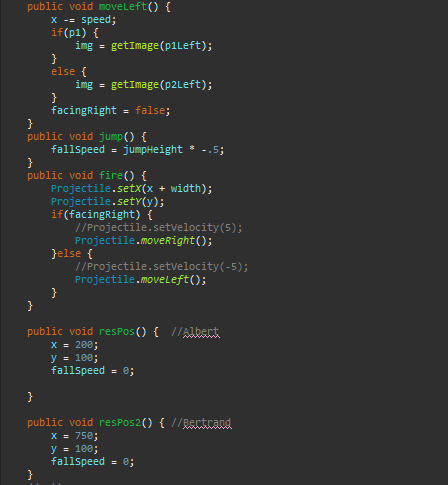 public void moveLeft() {
x -= speed;
if(p1) {
img = getImage(p1Left);
}
else {
img = getImage(p2Left);
}
facingRight = false;
}
public void jump() {
fallSpeed = jumpHeight * -.5;
}
public void fire() {
Projectile.setX(x + width);
Projectile.setY(y);
if(facingRight) {
//Projectile.setVelocity(5);
Projectile.moveRight();
}else {
//Projectile.setVelocity(-5);
Projectile.moveLeft();
}
}
public void resPos() {  //Albert
x = 200;
y = 100;
fallSpeed = 0;
}
public void resPos2() { //Bertrand
x = 750;
y = 100;
fallSpeed = 0;
}